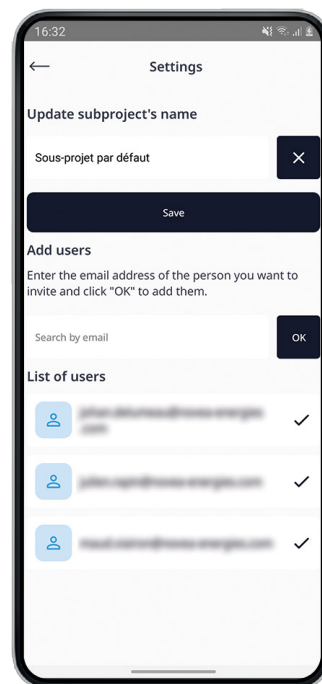 16:32
Settings
Update subproject's name
Sous-projet par défaut
Save
Add users
Enter the email address of the person you want to
invite and click "OK" to add them.
Search by email
OK
List of users